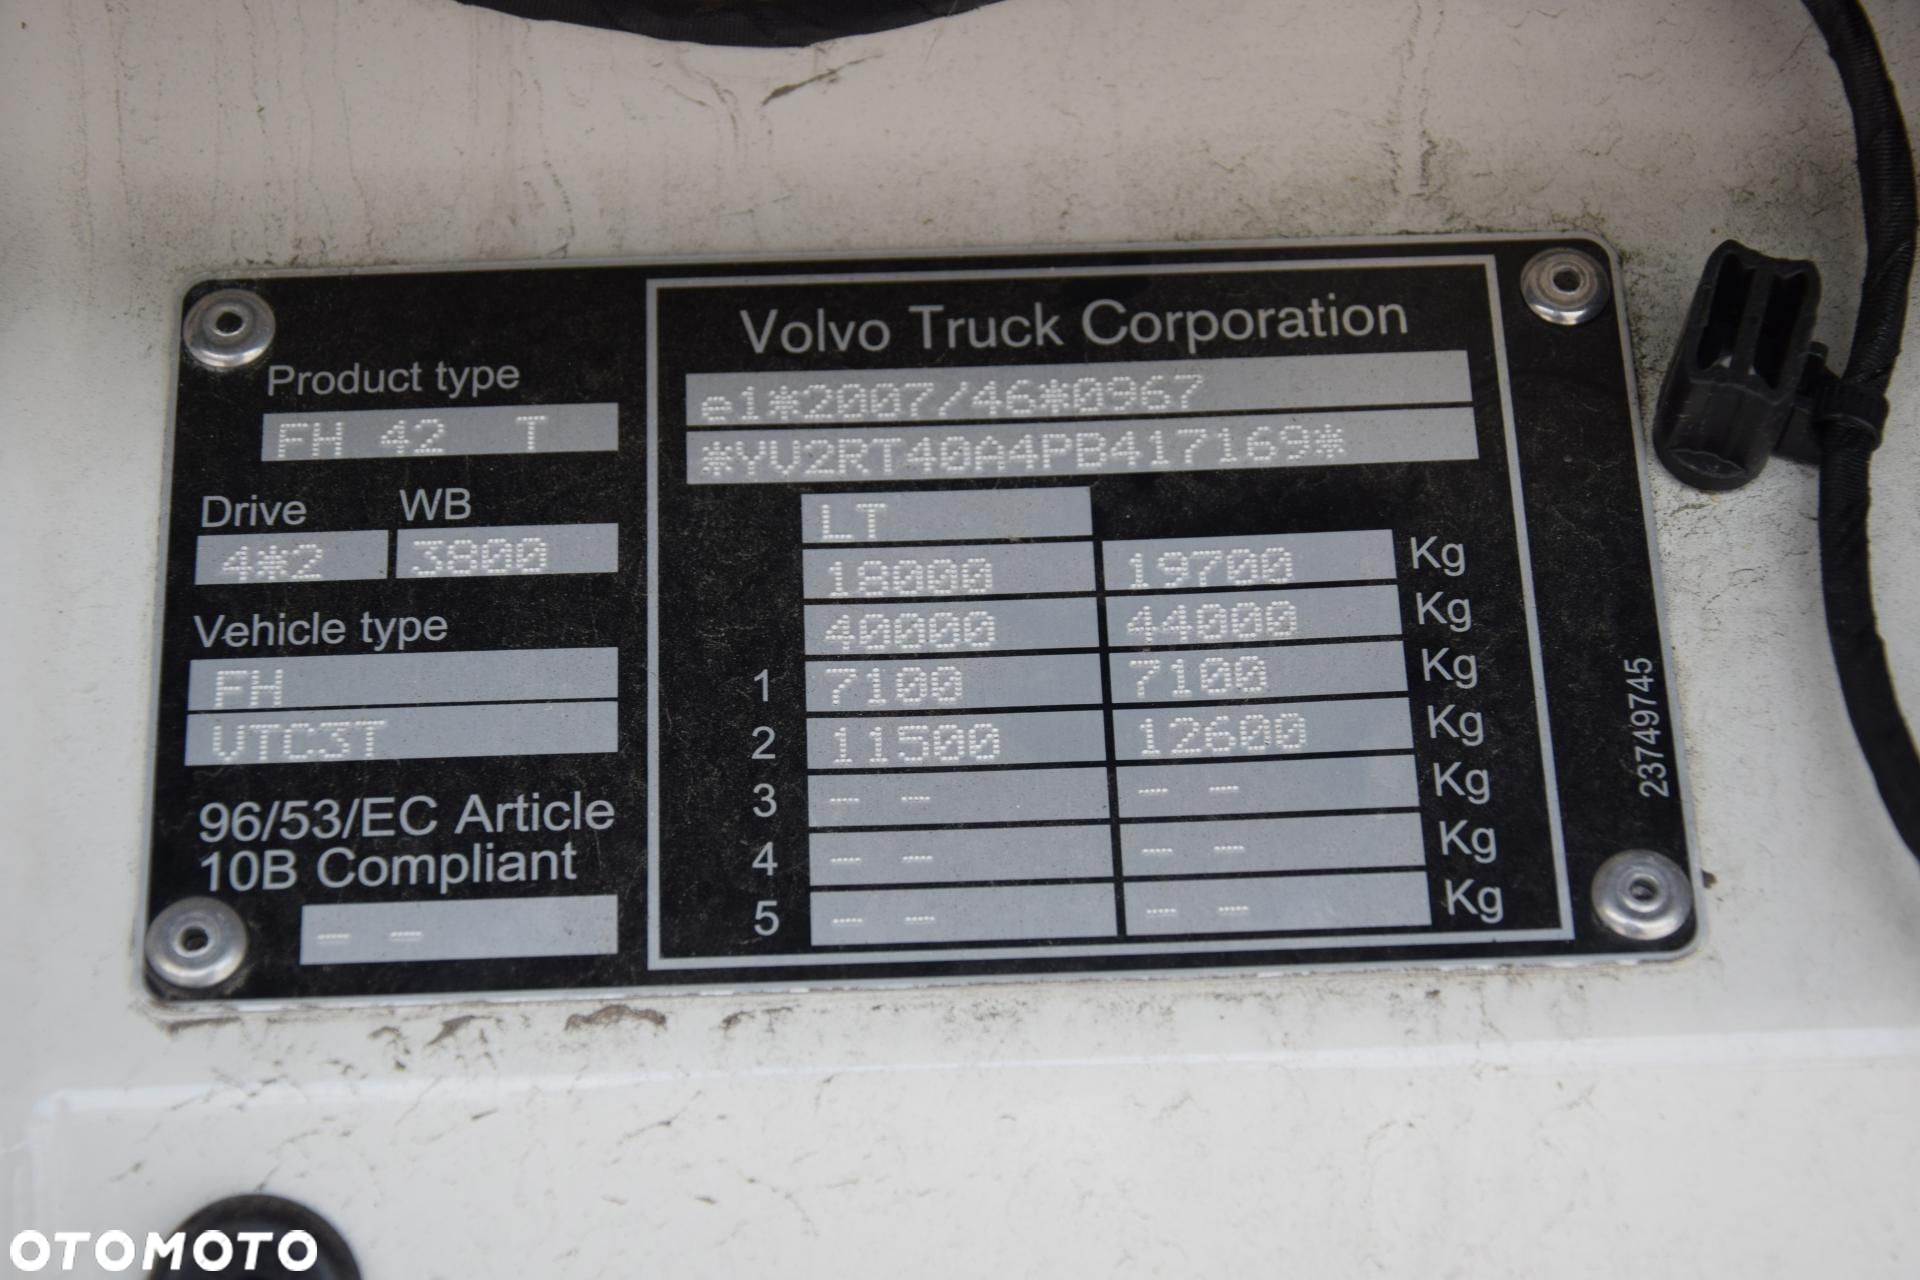 Volvo Truck Corporation
Product type
FH 42 T
e1*2007/46*0967
*YV2RT40A4PB417169*
Drive WB
4*2 3800
LT
18000 19700 Kg
40000 44000 Kg
Vehicle type
FH
VTC3T
1 7100 7100 Kg
2 11500 12600 Kg
3 -- -- -- -- Kg
4 -- -- -- -- Kg
5 -- -- -- -- Kg
96/53/EC Article
10B Compliant
-- --
23749745
OTOMOTO